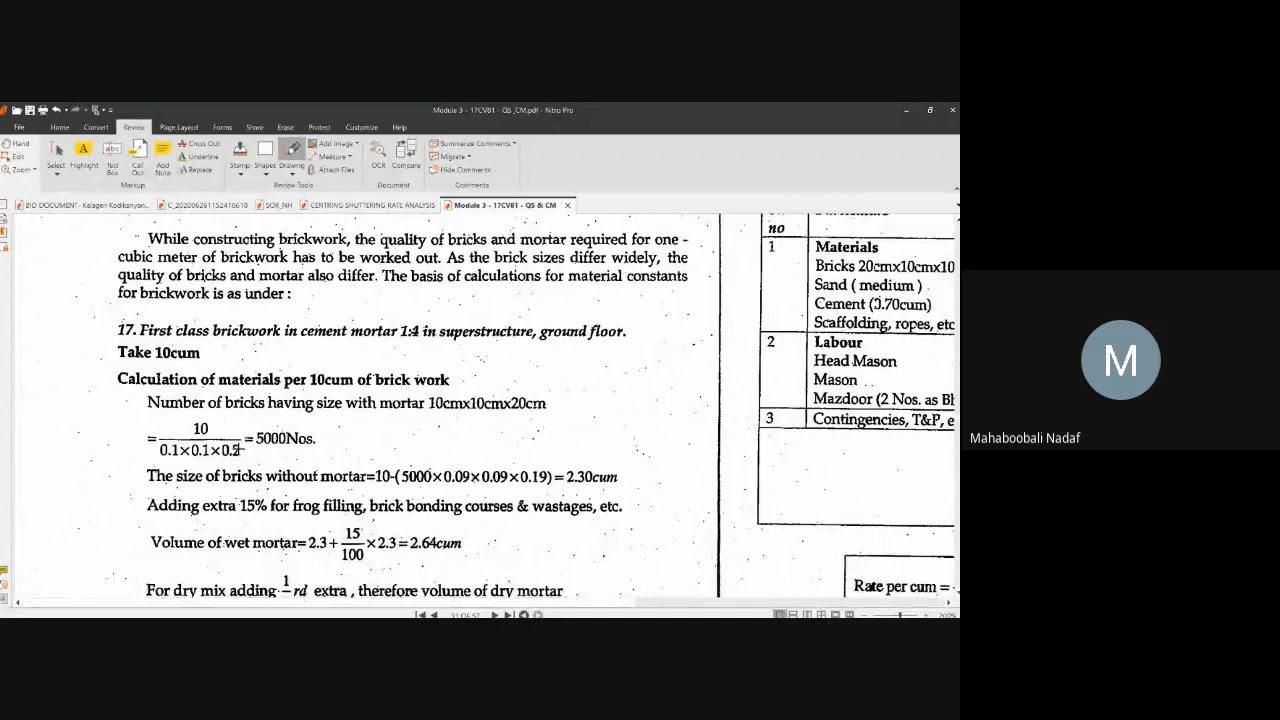 Module 3 - 17CV81 - QS_CM.pdf - Nitro Pro
File Home Convert Review Page Layout Forms Share Erase Protect Customize Help
Hand
Edit
Zoom
Select
Highlight
Text Box
Call Out
Add Note
Cross Out
Underline
Replace
Markup
Stamp
Shapes
Drawing
Add Image
Measure
Attach Files
Review Tools
OCR
Compare
Document
Summarize Comments
Migrate
Hide Comments
Comments
BID DOCUMENT - Kelageri Kodikanyan...
C_202006261152416618
SOR_NH
CENTRING SHUTTERING RATE ANALYSIS
Module 3 - 17CV81 - QS & CM
While constructing brickwork, the quality of bricks and mortar required for one -
cubic meter of brickwork has to be worked out. As the brick sizes differ widely, the
quality of bricks and mortar also differ. The basis of calculations for material constants
for brickwork is as under :
17. First class brickwork in cement mortar 1:4 in superstructure, ground floor.
Take 10cum
Calculation of materials per 10cum of brick work
Number of bricks having size with mortar 10cmx10cmx20cm
= 10 / 0.1×0.1×0.2 = 5000Nos.
The size of bricks without mortar=10-(5000×0.09×0.09×0.19) = 2.30cum
Adding extra 15% for frog filling, brick bonding courses & wastages, etc.
Volume of wet mortar= 2.3 + 15/100 × 2.3 = 2.64cum
For dry mix adding 1 rd extra, therefore volume of dry mortar
no
1 Materials
Bricks 20cmx10cmx10
Sand ( medium )
Cement (0.70cum)
Scaffolding, ropes, etc
2 Labour
Head Mason
Mason
Mazdoor (2 Nos. as Bh
3 Contingencies, T&P, e
Rate per cum =
31 OF 57
M
Mahaboobali Nadaf